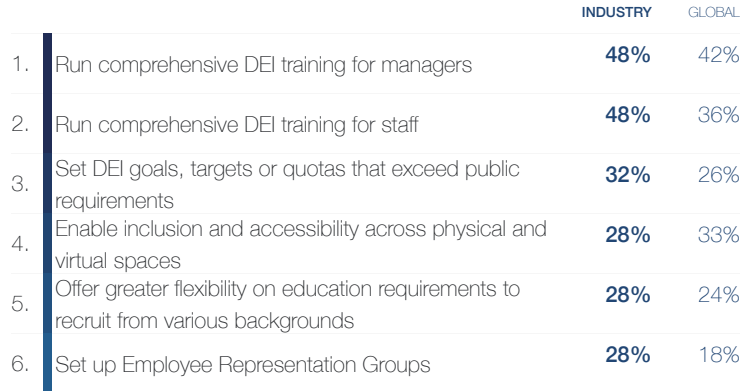 INDUSTRY GLOBAL
1. Run comprehensive DEI training for managers 48% 42%
2. Run comprehensive DEI training for staff 48% 36%
3. Set DEI goals, targets or quotas that exceed public
requirements 32% 26%
4. Enable inclusion and accessibility across physical and
virtual spaces 28% 33%
5. Offer greater flexibility on education requirements to
recruit from various backgrounds 28% 24%
6. Set up Employee Representation Groups 28% 18%